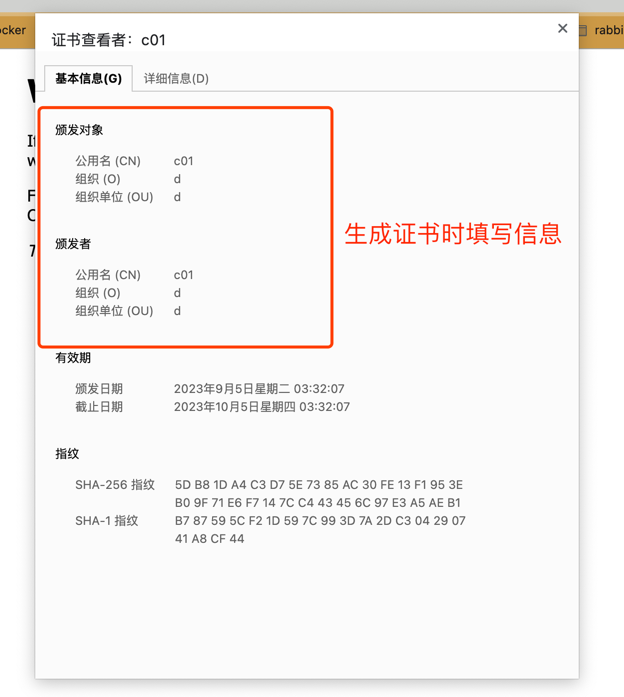 证书查看者：c01
基本信息(G) 详细信息(D)
颁发对象
公用名 (CN) c01
组织 (O) d
组织单位 (OU) d
生成证书时填写信息
颁发者
公用名 (CN) c01
组织 (O) d
组织单位 (OU) d
有效期
颁发日期 2023年9月5日星期二 03:32:07
截止日期 2023年10月5日星期四 03:32:07
指纹
SHA-256 指纹 5D B8 1D A4 C3 D7 5E 73 85 AC 30 FE 13 F1 95 3E
B0 9F 71 E6 F7 14 7C C4 43 45 6C 97 E3 A5 AE B1
SHA-1 指纹 B7 87 59 5C F2 1D 59 7C 99 3D 7A 2D C3 04 29 07
41 A8 CF 44